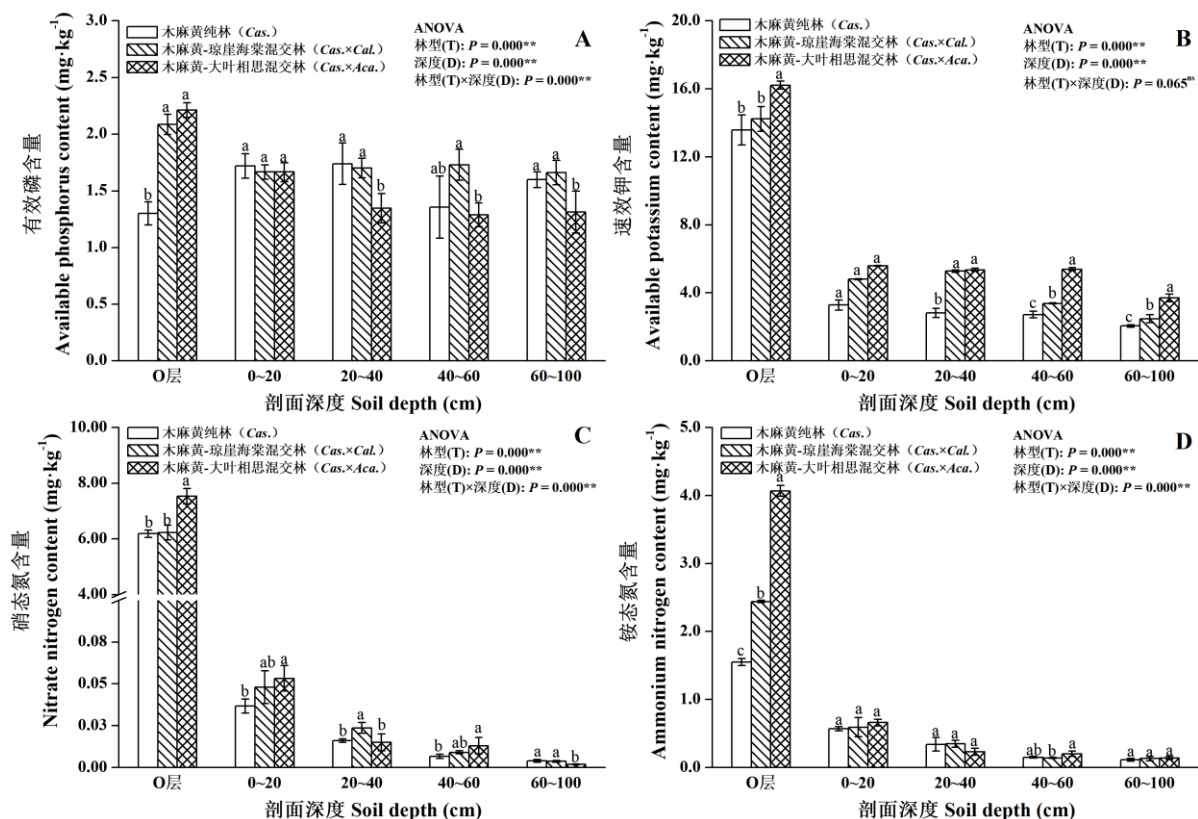 有效磷含量
Available phosphorus content (mg·kg⁻¹)
3.0
2.5
2.0
1.5
1.0
0.5
0.0
木麻黄纯林(Cas.)
木麻黄-琼崖海棠混交林(Cas.×Cal.)
木麻黄-大叶相思混交林(Cas.×Aca.)
ANOVA
林型(T): P = 0.000**
深度(D): P = 0.000**
林型(T)×深度(D): P = 0.000**
A
b a a
a a a
a a b
ab a b
a a b
O层 0~20 20~40 40~60 60~100
剖面深度 Soil depth (cm)
速效钾含量
Available potassium content (mg·kg⁻¹)
20.0
16.0
12.0
8.0
4.0
0.0
木麻黄纯林(Cas.)
木麻黄-琼崖海棠混交林(Cas.×Cal.)
木麻黄-大叶相思混交林(Cas.×Aca.)
ANOVA
林型(T): P = 0.000**
深度(D): P = 0.000**
林型(T)×深度(D): P = 0.065ⁿˢ
B
b b a
a a a
b a a
c b a
c b a
O层 0~20 20~40 40~60 60~100
剖面深度 Soil depth (cm)
硝态氮含量
Nitrate nitrogen content (mg·kg⁻¹)
10.00
8.00
6.00
4.00
0.08
0.05
0.03
0.00
木麻黄纯林(Cas.)
木麻黄-琼崖海棠混交林(Cas.×Cal.)
木麻黄-大叶相思混交林(Cas.×Aca.)
ANOVA
林型(T): P = 0.000**
深度(D): P = 0.000**
林型(T)×深度(D): P = 0.000**
C
b b a
b ab a
b a b
b ab a
a a b
O层 0~20 20~40 40~60 60~100
剖面深度 Soil depth (cm)
铵态氮含量
Ammonium nitrogen content (mg·kg⁻¹)
5.0
4.0
3.0
2.0
1.0
0.0
木麻黄纯林(Cas.)
木麻黄-琼崖海棠混交林(Cas.×Cal.)
木麻黄-大叶相思混交林(Cas.×Aca.)
ANOVA
林型(T): P = 0.000**
深度(D): P = 0.000**
林型(T)×深度(D): P = 0.000**
D
c b a
a a a
a a a
ab a a
a a a
O层 0~20 20~40 40~60 60~100
剖面深度 Soil depth (cm)